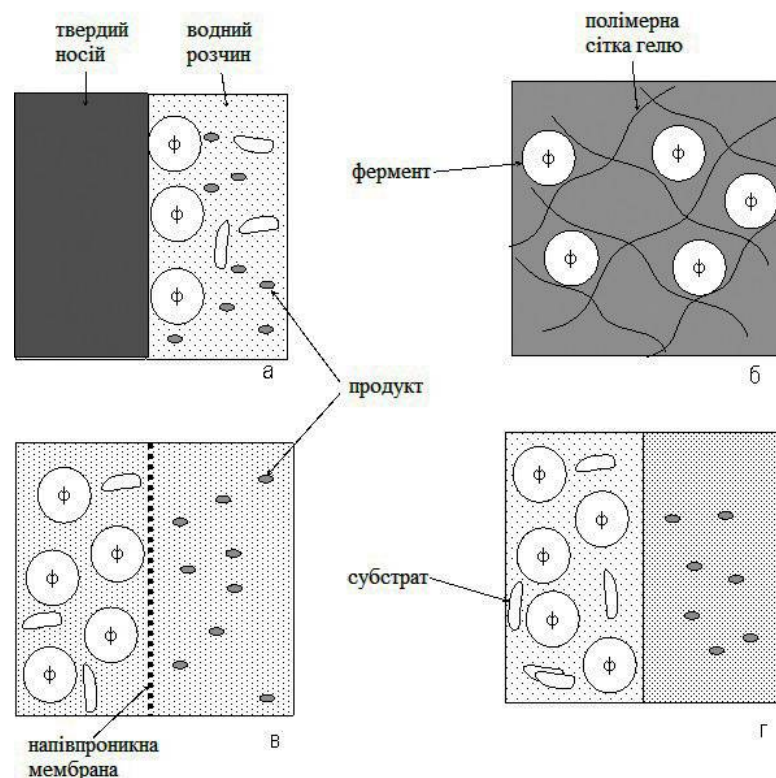 твердий
носій
водний
розчин
полімерна
сітка гелю
ф
ф
ф
а
фермент
ф
ф
ф
ф
ф
б
продукт
ф
ф
ф
ф
ф
в
напівпроникна
мембрана
субстрат
ф
ф
ф
ф
ф
г